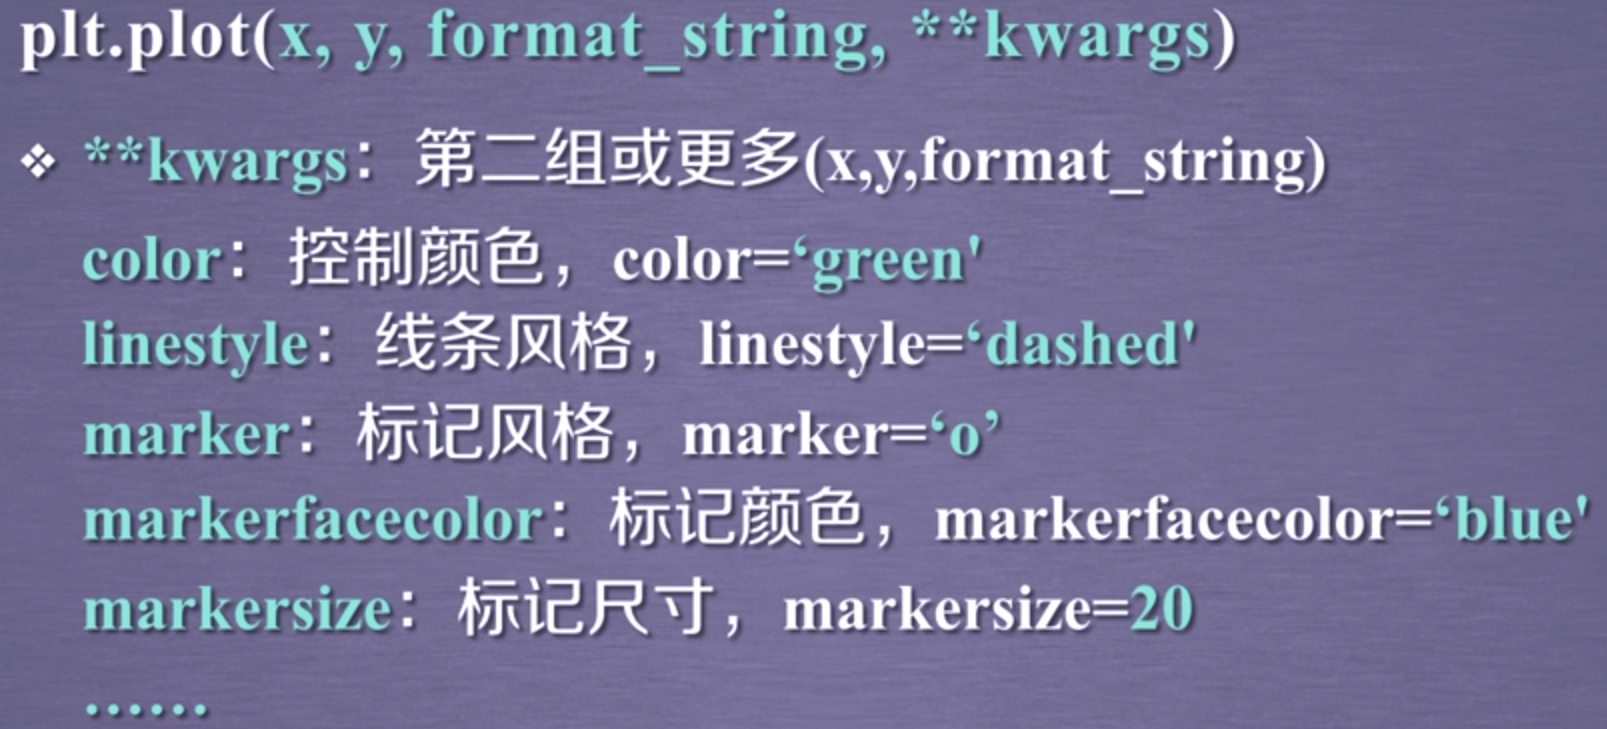 plt.plot(x, y, format_string, **kwargs)
❖ **kwargs：第二组或更多(x,y,format_string)
color：控制颜色，color=‘green'
linestyle：线条风格，linestyle=‘dashed'
marker：标记风格，marker=‘o’
markerfacecolor：标记颜色，markerfacecolor=‘blue'
markersize：标记尺寸，markersize=20
……